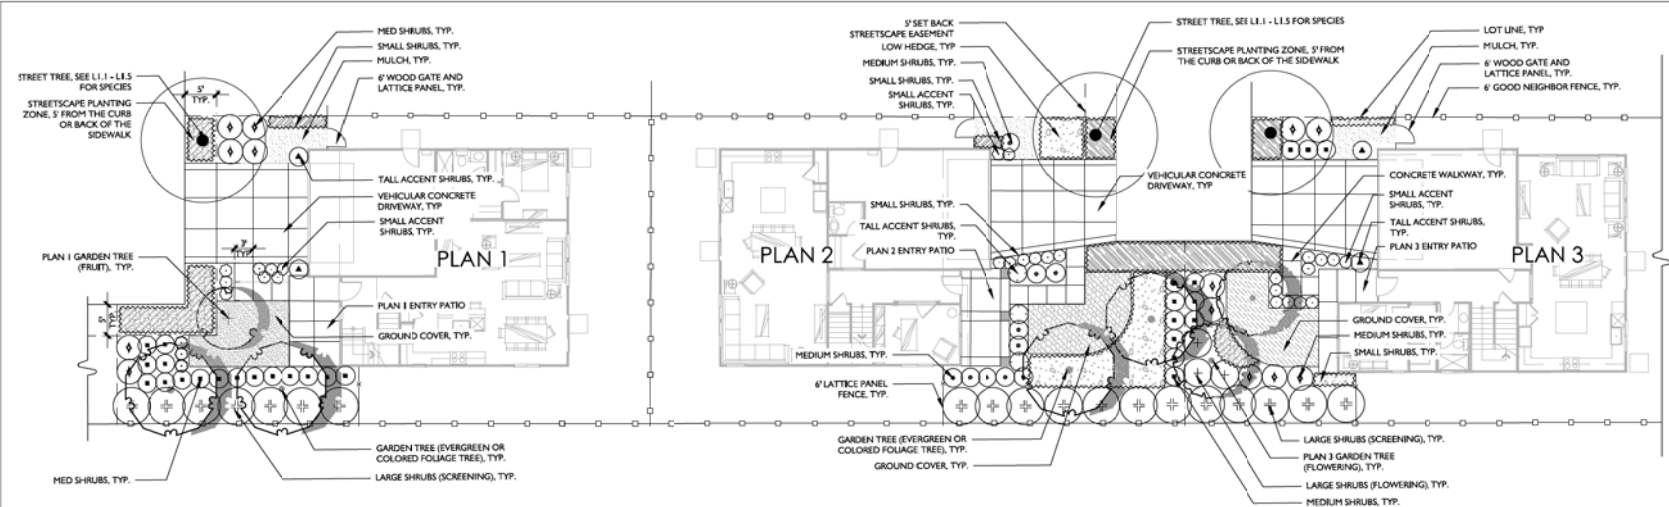 MED SHRUBS, TYP.
SMALL SHRUBS, TYP.
MULCH, TYP.
6' WOOD GATE AND
LATTICE PANEL, TYP.
STREET TREE, SEE L1.1 - L1.5
FOR SPECIES
STREETSCAPE PLANTING
ZONE, 5' FROM THE CURB
OR BACK OF THE
SIDEWALK
5'
TYP.
TALL ACCENT SHRUBS, TYP.
VEHICULAR CONCRETE
DRIVEWAY, TYP
SMALL ACCENT
SHRUBS, TYP.
3'
TYP.
PLAN 1 GARDEN TREE
(FRUIT), TYP.
PLAN 1
PLAN 1 ENTRY PATIO
GROUND COVER, TYP.
5'
TYP.
GARDEN TREE (EVERGREEN OR
COLORED FOLIAGE TREE), TYP.
LARGE SHRUBS (SCREENING), TYP.
MED SHRUBS, TYP.
5' SET BACK
STREETSCAPE EASEMENT
LOW HEDGE, TYP
MEDIUM SHRUBS, TYP.
SMALL SHRUBS, TYP.
SMALL ACCENT
SHRUBS, TYP.
STREET TREE, SEE L1.1 - L1.5 FOR SPECIES
STREETSCAPE PLANTING ZONE, 5' FROM
THE CURB OR BACK OF THE SIDEWALK
VEHICULAR CONCRETE
DRIVEWAY, TYP
SMALL SHRUBS, TYP.
TALL ACCENT SHRUBS,
TYP.
PLAN 2 ENTRY PATIO
PLAN 2
MEDIUM SHRUBS, TYP.
6' LATTICE PANEL
FENCE, TYP.
GARDEN TREE (EVERGREEN OR
COLORED FOLIAGE TREE), TYP.
GROUND COVER, TYP.
LOT LINE, TYP
MULCH, TYP.
6' WOOD GATE AND
LATTICE PANEL, TYP.
6' GOOD NEIGHBOR FENCE, TYP.
CONCRETE WALKWAY, TYP.
SMALL ACCENT
SHRUBS, TYP.
TALL ACCENT SHRUBS,
TYP.
PLAN 3 ENTRY PATIO
PLAN 3
GROUND COVER, TYP.
MEDIUM SHRUBS, TYP.
SMALL SHRUBS, TYP.
LARGE SHRUBS (SCREENING), TYP.
PLAN 3 GARDEN TREE
(FLOWERING), TYP.
LARGE SHRUBS (FLOWERING), TYP.
MEDIUM SHRUBS, TYP.